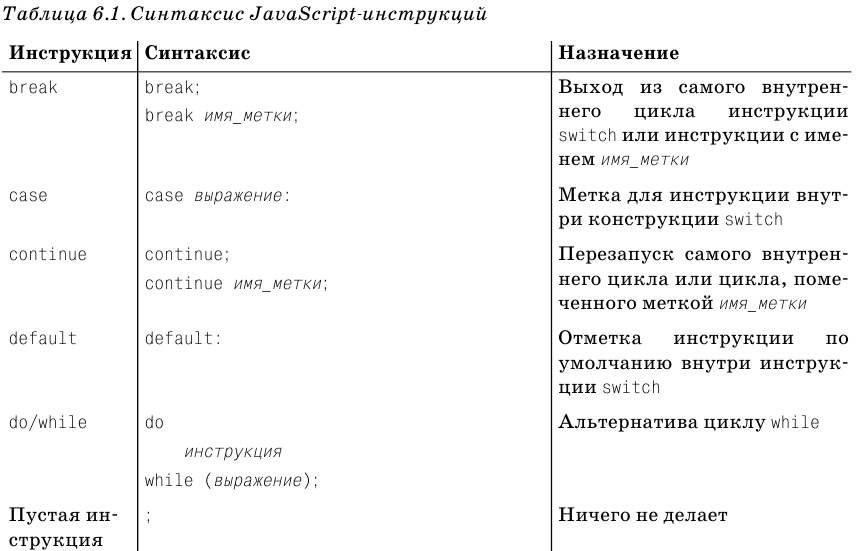 Таблица 6.1. Синтаксис JavaScript-инструкций
Инструкция Синтаксис Назначение
break break; Выход из самого внутрен-
break имя_метки; него цикла инструкции
switch или инструкции с име-
нем имя_метки
case case выражение: Метка для инструкции внут-
ри конструкции switch
continue continue; Перезапуск самого внутрен-
continue имя_метки; него цикла или цикла, поме-
ченного меткой имя_метки
default default: Отметка инструкции по
умолчанию внутри инструк-
ции switch
do/while do Альтернатива циклу while
инструкция
while (выражение);
Пустая ин- ; Ничего не делает
струкция